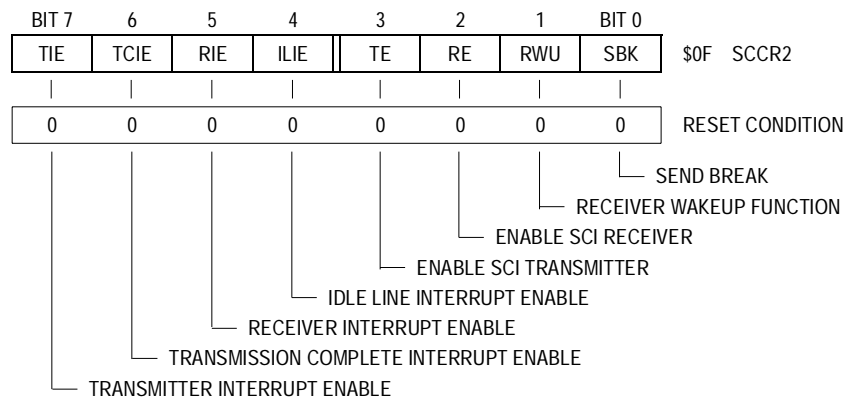 BIT 7 6 5 4 3 2 1 BIT 0
TIE TCIE RIE ILIE TE RE RWU SBK $0F SCCR2
0 0 0 0 0 0 0 0 RESET CONDITION
SEND BREAK
RECEIVER WAKEUP FUNCTION
ENABLE SCI RECEIVER
ENABLE SCI TRANSMITTER
IDLE LINE INTERRUPT ENABLE
RECEIVER INTERRUPT ENABLE
TRANSMISSION COMPLETE INTERRUPT ENABLE
TRANSMITTER INTERRUPT ENABLE